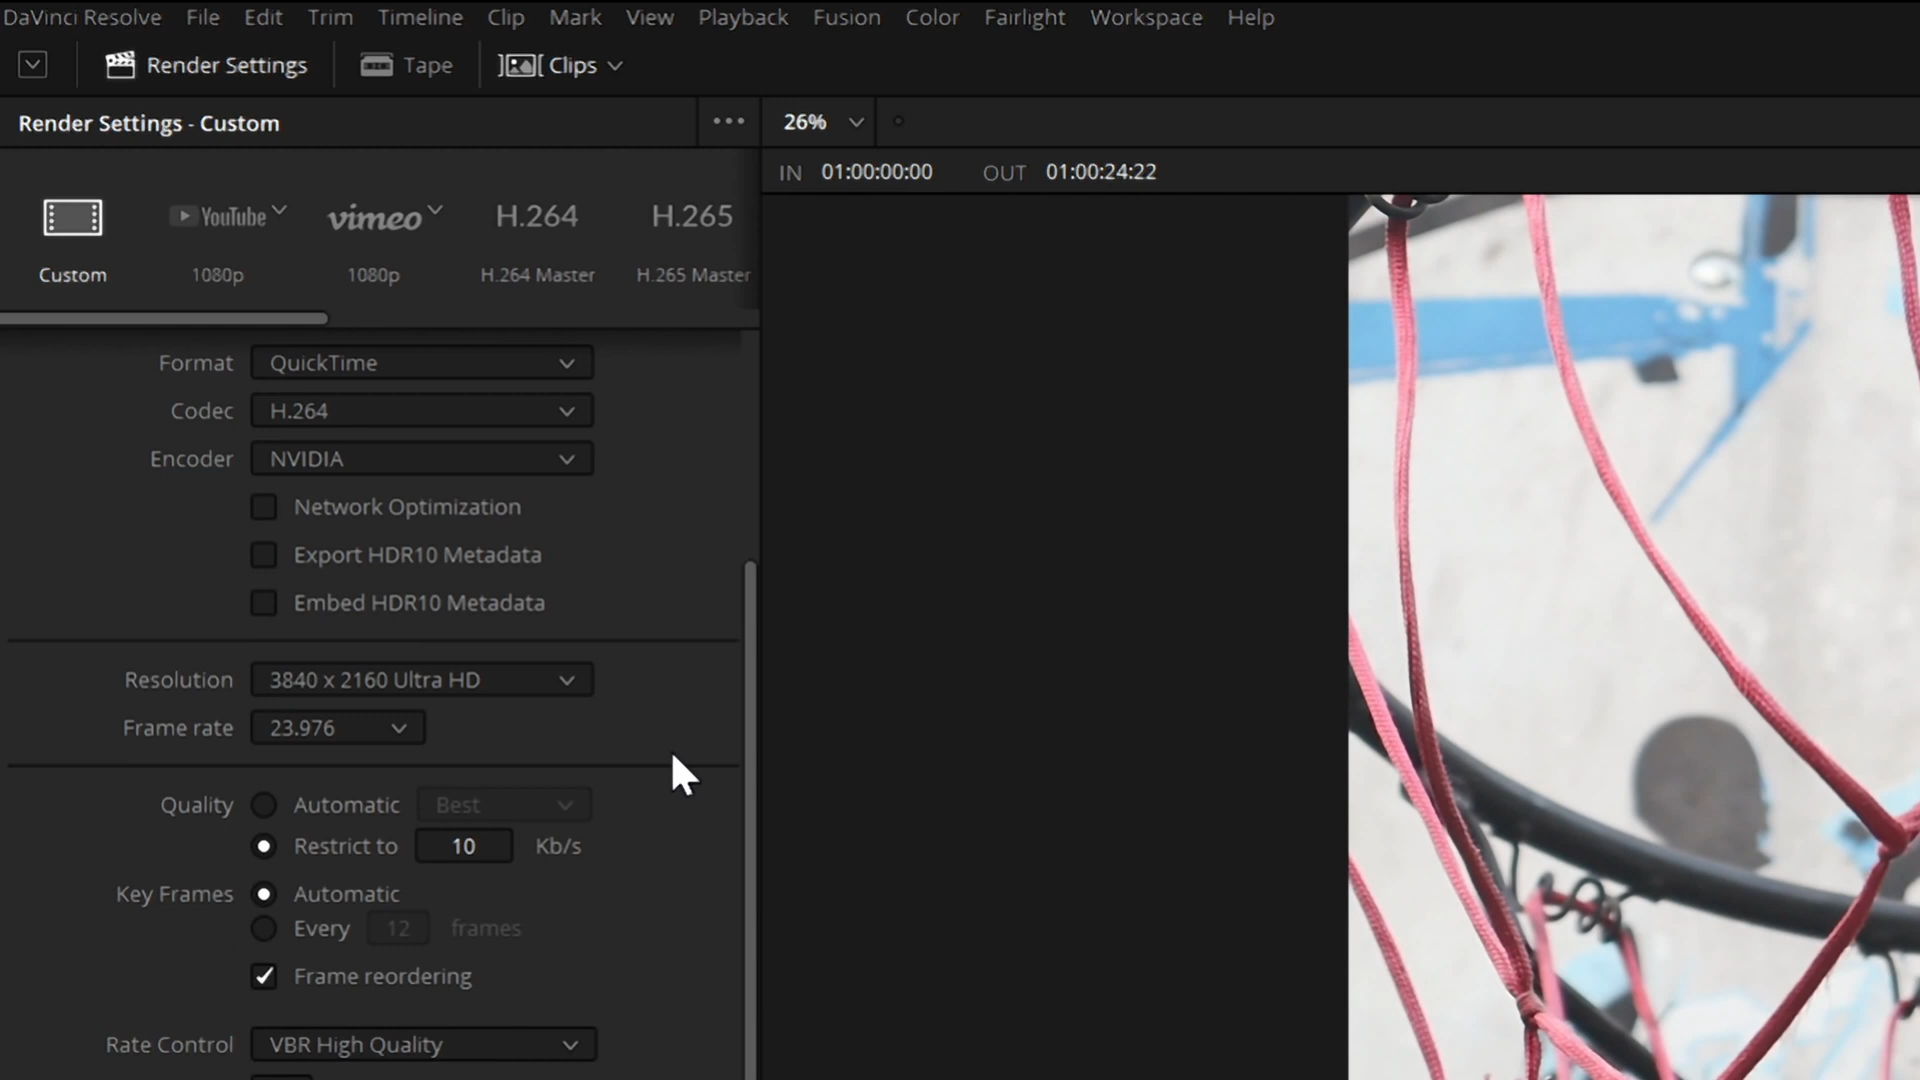 DaVinci Resolve File Edit Trim Timeline Clip Mark View Playback Fusion Color Fairlight Workspace Help
Render Settings Tape Clips
Render Settings - Custom
26%
IN 01:00:00:00 OUT 01:00:24:22
YouTube vimeo H.264 H.265
Custom 1080p 1080p H.264 Master H.265 Master
Format QuickTime
Codec H.264
Encoder NVIDIA
Network Optimization
Export HDR10 Metadata
Embed HDR10 Metadata
Resolution 3840 x 2160 Ultra HD
Frame rate 23.976
Quality Automatic Best
Restrict to 10 Kb/s
Key Frames Automatic
Every 12 frames
Frame reordering
Rate Control VBR High Quality